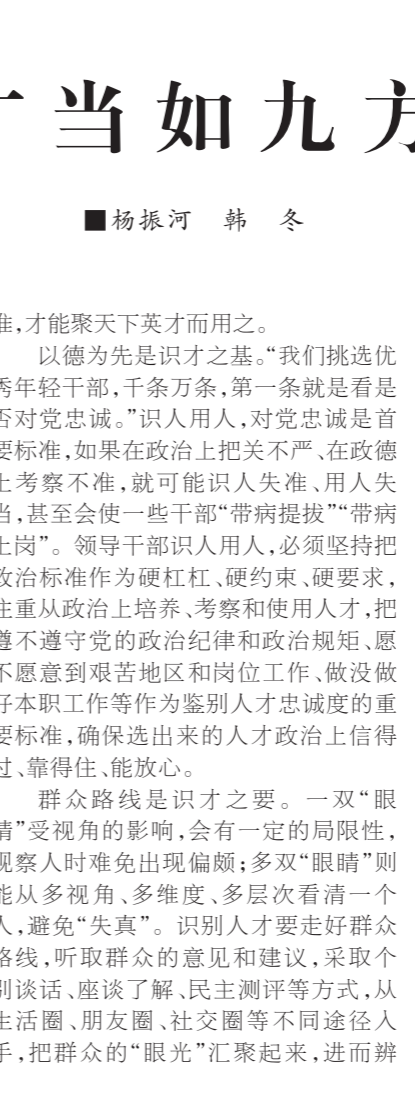 当如九方
■杨振河 韩 冬
准,才能聚天下英才而用之。
以德为先是识才之基。“我们挑选优
秀年轻干部,千条万条,第一条就是看是
否对党忠诚。”识人用人,对党忠诚是首
要标准,如果在政治上把关不严、在政德
上考察不准,就可能识人失准、用人失
当,甚至会使一些干部“带病提拔”“带病
上岗”。领导干部识人用人,必须坚持把
政治标准作为硬杠杠、硬约束、硬要求,
注重从政治上培养、考察和使用人才,把
遵不遵守党的政治纪律和政治规矩、愿
不愿意到艰苦地区和岗位工作、做没做
好本职工作等作为鉴别人才忠诚度的重
要标准,确保选出来的人才政治上信得
过、靠得住、能放心。
群众路线是识才之要。一双“眼
睛”受视角的影响,会有一定的局限性,
观察人时难免出现偏颇;多双“眼睛”则
能从多视角、多维度、多层次看清一个
人,避免“失真”。识别人才要走好群众
路线,听取群众的意见和建议,采取个
别谈话、座谈了解、民主测评等方式,从
生活圈、朋友圈、社交圈等不同途径入
手,把群众的“眼光”汇聚起来,进而辨